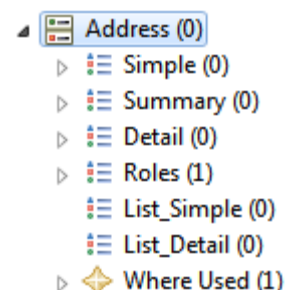 Address (0)
Simple (0)
Summary (0)
Detail (0)
Roles (1)
List_Simple (0)
List_Detail (0)
Where Used (1)